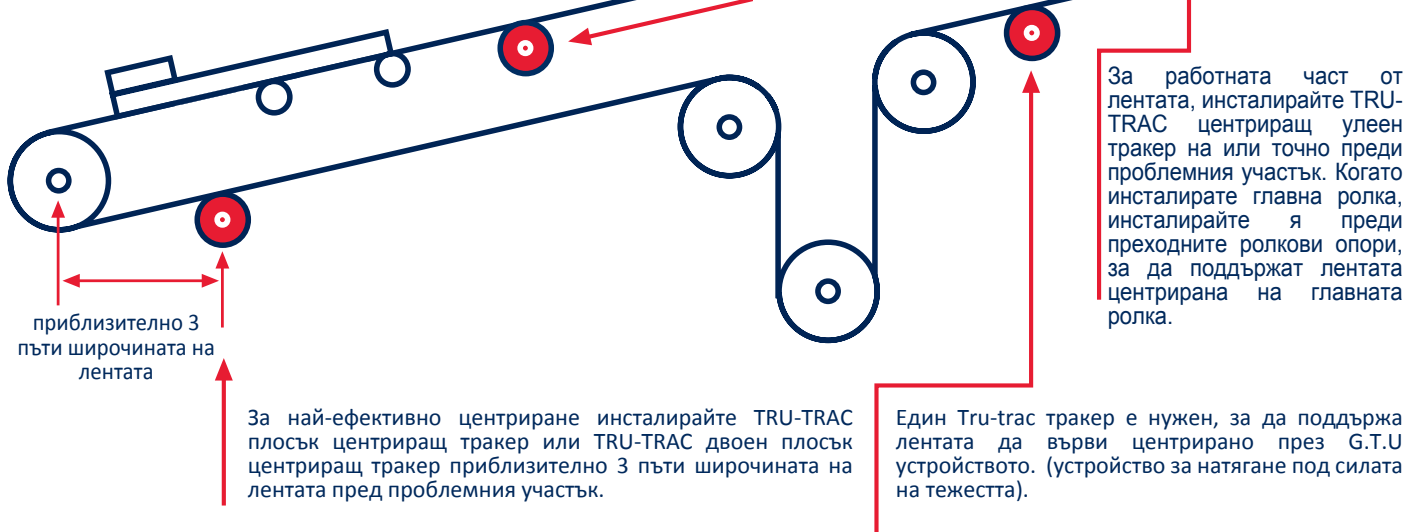 За работната част от
лентата, инсталирайте TRU-
TRAC центриращ улеен
тракер на или точно преди
проблемния участък. Когато
инсталирате главна ролка,
инсталирайте я преди
преходните ролкови опори,
за да поддържат лентата
центрирана на главната
ролка.
приблизително 3
пъти широчината на
лентата
За най-ефективно центриране инсталирайте TRU-TRAC
плосък центриращ тракер или TRU-TRAC двоен плосък
центриращ тракер приблизително 3 пъти широчината на
лентата пред проблемния участък.
Един Tru-trac тракер е нужен, за да поддържа
лентата да върви центрирано през G.T.U
устройството. (устройство за натягане под силата
на тежестта).